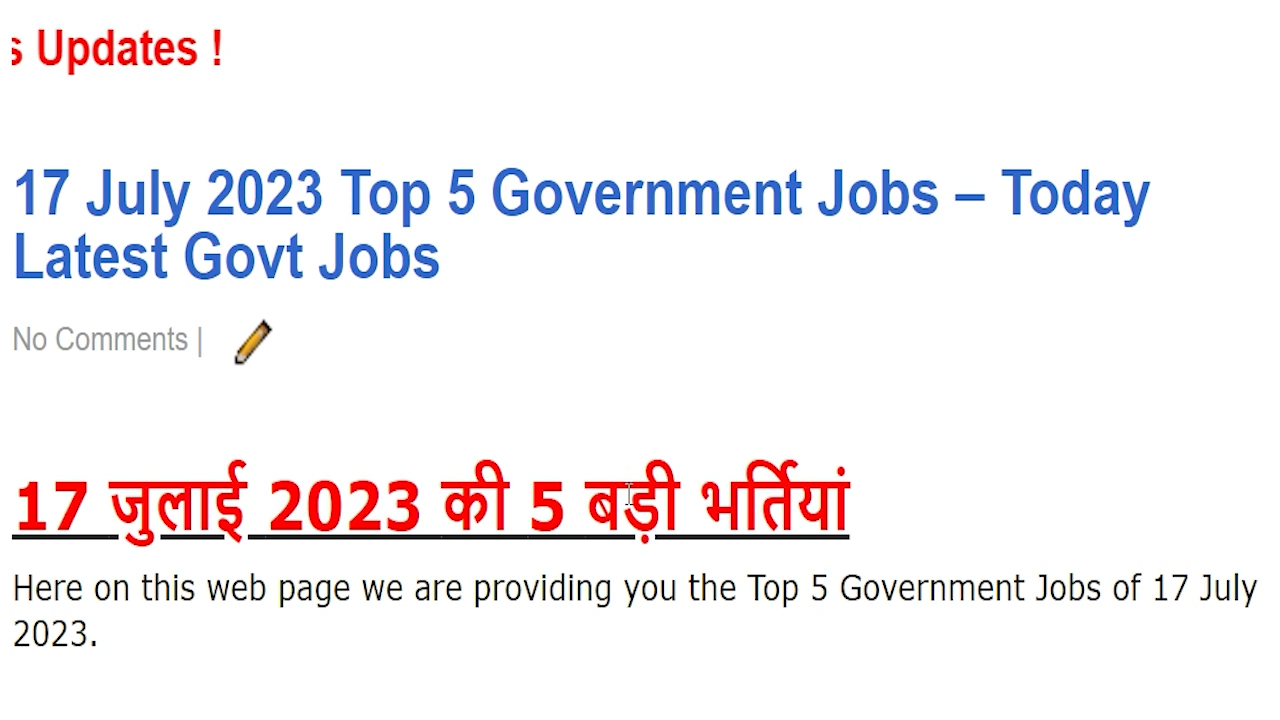 s Updates !
17 July 2023 Top 5 Government Jobs – Today
Latest Govt Jobs
No Comments |
17 जुलाई 2023 की 5 बड़ी भर्तियां
Here on this web page we are providing you the Top 5 Government Jobs of 17 July
2023.